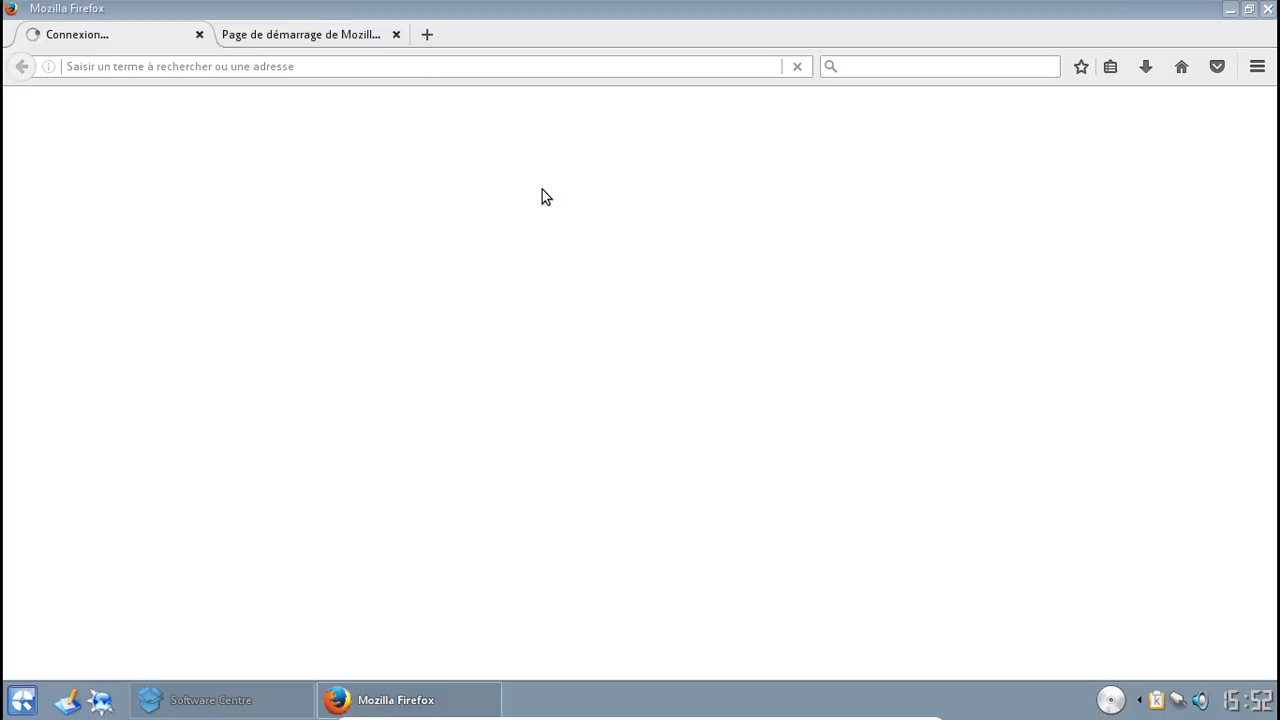 Mozilla Firefox
Connexion...
Page de démarrage de Mozill...
Saisir un terme à rechercher ou une adresse
Software Centre
Mozilla Firefox
15:52